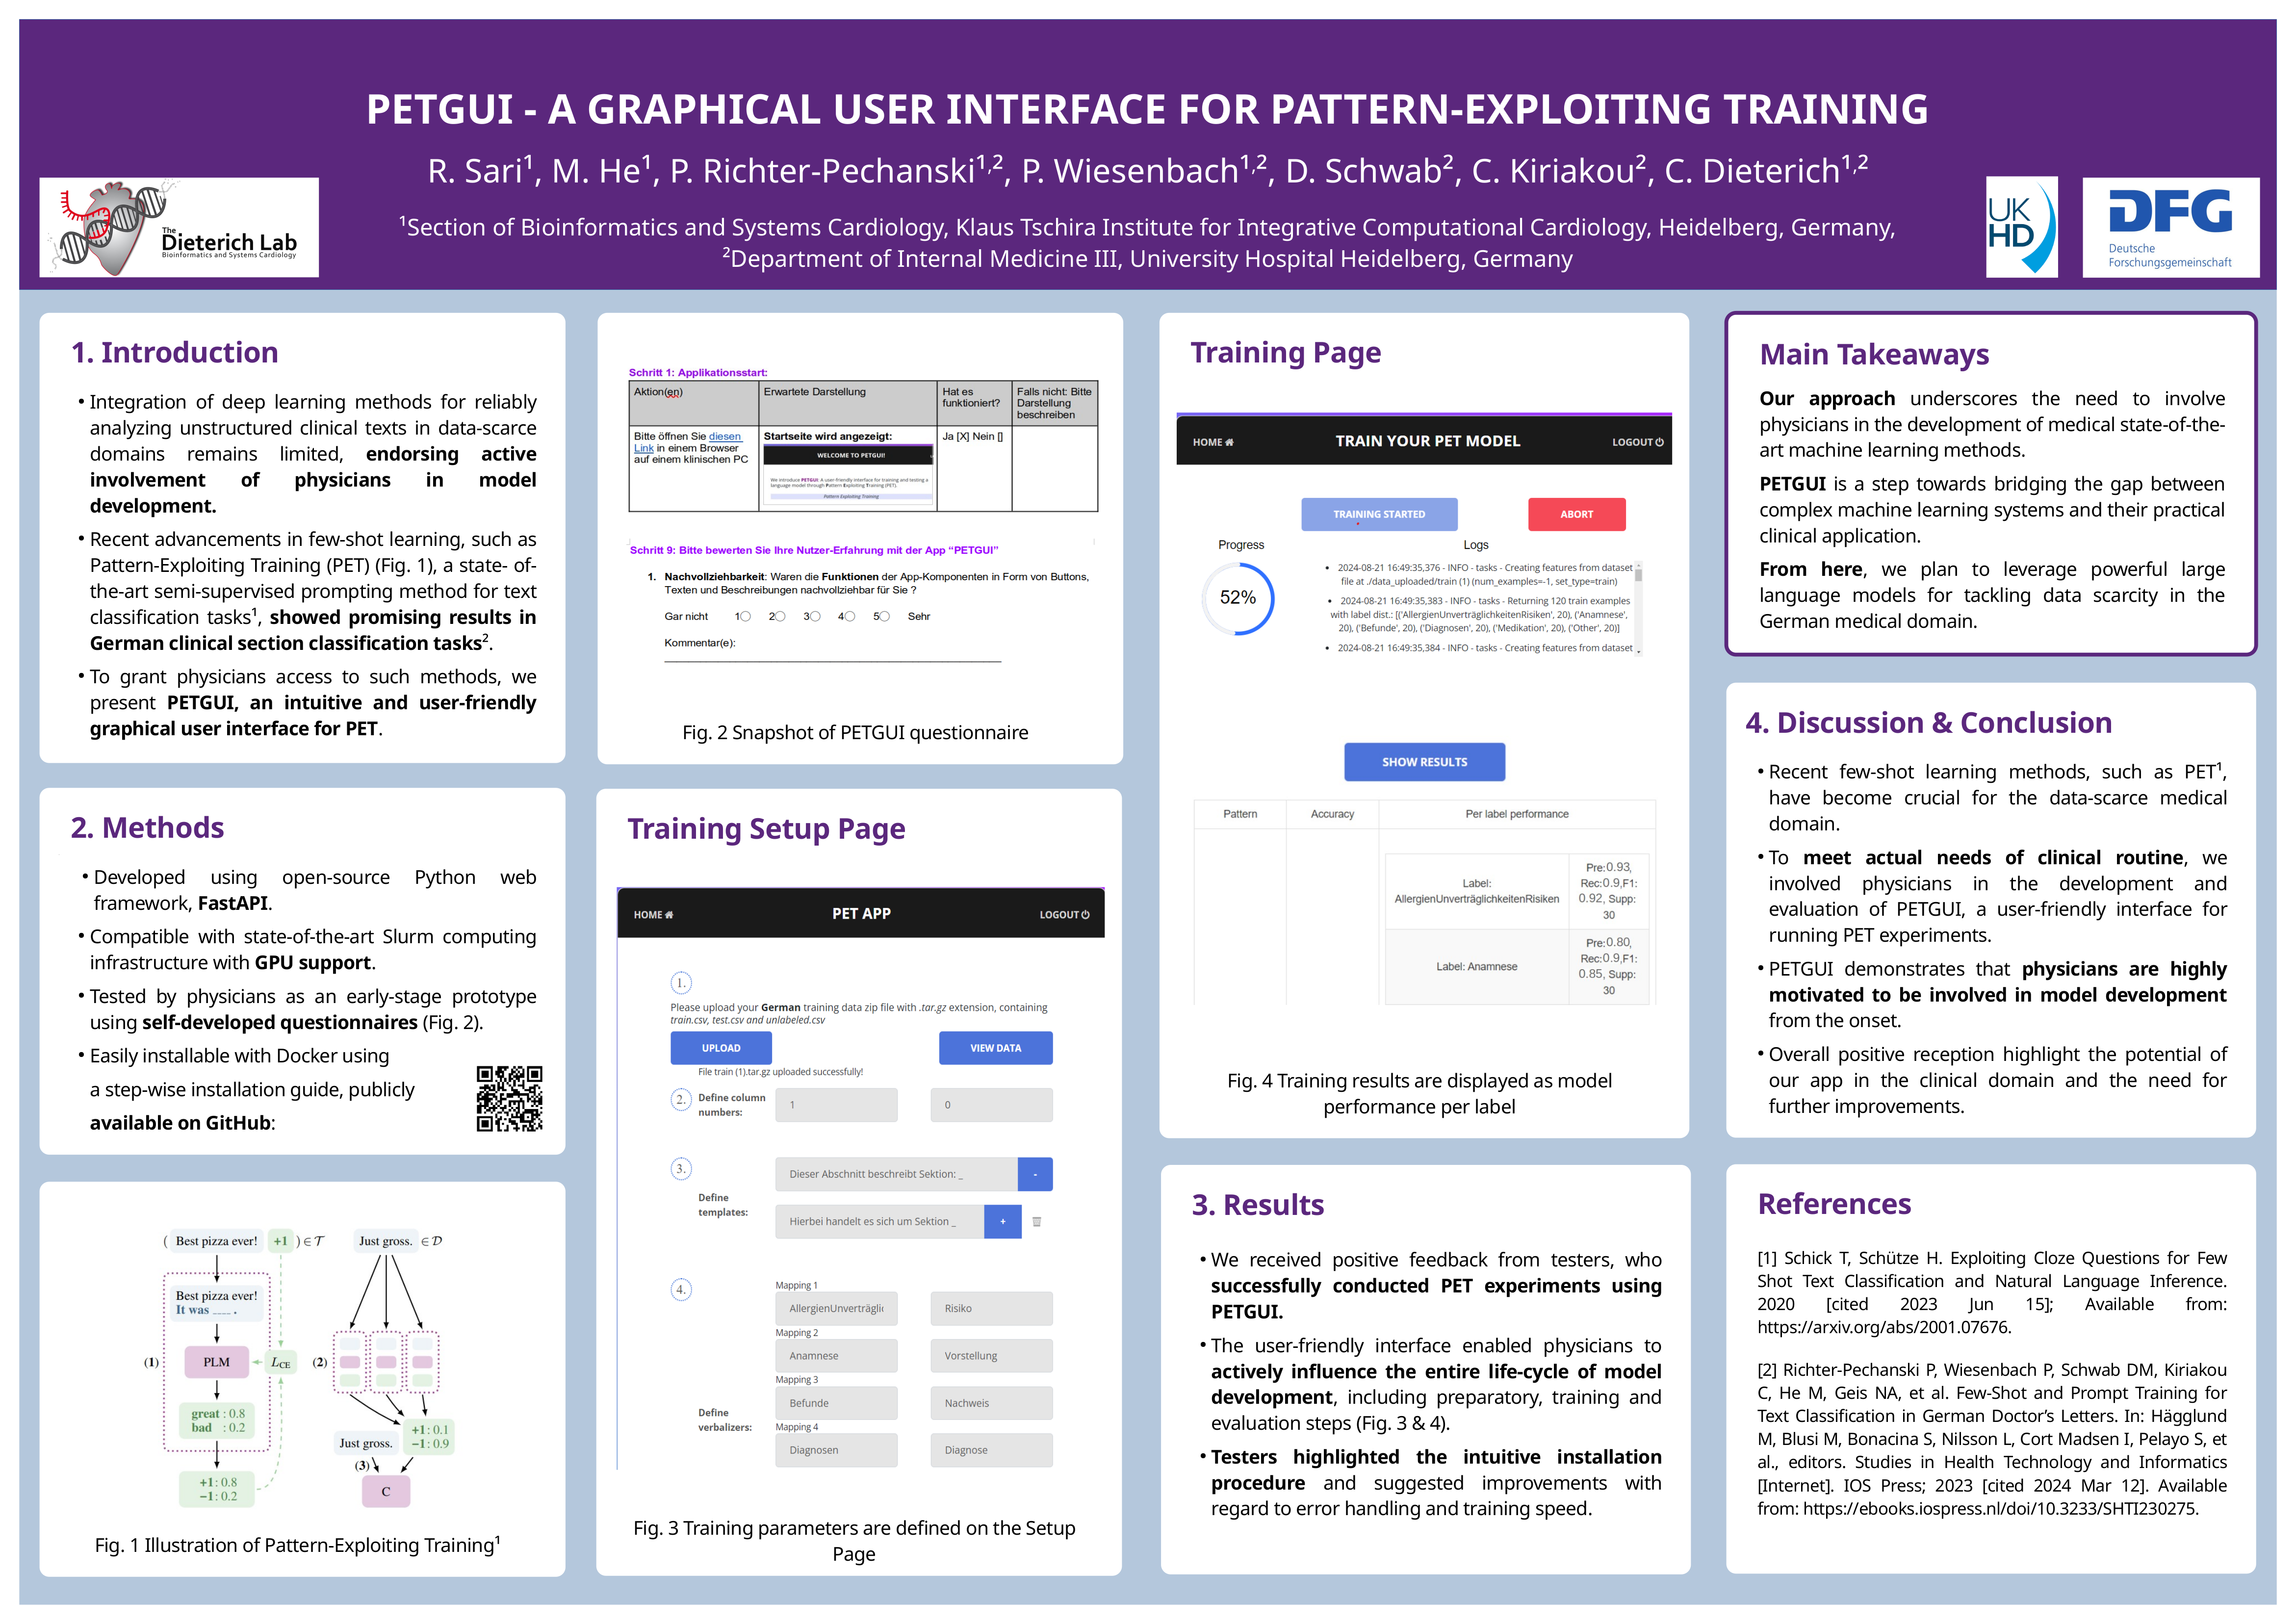 PETGUI - A GRAPHICAL USER INTERFACE FOR PATTERN-EXPLOITING TRAINING
R. Sari¹, M. He¹, P. Richter-Pechanski¹,², P. Wiesenbach¹,², D. Schwab², C. Kiriakou², C. Dieterich¹,²
¹Section of Bioinformatics and Systems Cardiology, Klaus Tschira Institute for Integrative Computational Cardiology, Heidelberg, Germany,
²Department of Internal Medicine III, University Hospital Heidelberg, Germany
The
Dieterich Lab
Bioinformatics and Systems Cardiology
UK
HD
DFG
Deutsche
Forschungsgemeinschaft
1. Introduction
• Integration of deep learning methods for reliably
analyzing unstructured clinical texts in data-scarce
domains remains limited, endorsing active
involvement of physicians in model
development.
• Recent advancements in few-shot learning, such as
Pattern-Exploiting Training (PET) (Fig. 1), a state- of-
the-art semi-supervised prompting method for text
classification tasks¹, showed promising results in
German clinical section classification tasks².
• To grant physicians access to such methods, we
present PETGUI, an intuitive and user-friendly
graphical user interface for PET.
2. Methods
• Developed using open-source Python web
framework, FastAPI.
• Compatible with state-of-the-art Slurm computing
infrastructure with GPU support.
• Tested by physicians as an early-stage prototype
using self-developed questionnaires (Fig. 2).
• Easily installable with Docker using
a step-wise installation guide, publicly
available on GitHub:
( Best pizza ever! +1 ) ∈ T
Just gross. ∈ D
Best pizza ever!
It was ____ .
(1) PLM L_CE (2)
great : 0.8
bad : 0.2
+1 : 0.1
−1 : 0.9
Just gross.
(3)
+1 : 0.8
−1 : 0.2
C
Fig. 1 Illustration of Pattern-Exploiting Training¹
Schritt 1: Applikationsstart:
Aktion(en) Erwartete Darstellung Hat es funktioniert? Falls nicht: Bitte Darstellung beschreiben
Bitte öffnen Sie diesen
Link in einem Browser
auf einem klinischen PC
Startseite wird angezeigt:
WELCOME TO PETGUI!
We introduce PETGUI: A user-friendly interface for training and testing a
language model through Pattern Exploiting Training (PET).
Pattern Exploiting Training
Ja [X] Nein []
Schritt 9: Bitte bewerten Sie Ihre Nutzer-Erfahrung mit der App “PETGUI”
1. Nachvollziehbarkeit: Waren die Funktionen der App-Komponenten in Form von Buttons,
Texten und Beschreibungen nachvollziehbar für Sie ?
Gar nicht 1○ 2○ 3○ 4○ 5○ Sehr
Kommentar(e):
Fig. 2 Snapshot of PETGUI questionnaire
Training Setup Page
HOME PET APP LOGOUT
1.
Please upload your German training data zip file with .tar.gz extension, containing
train.csv, test.csv and unlabeled.csv
UPLOAD VIEW DATA
File train (1).tar.gz uploaded successfully!
2. Define column
numbers:
1 0
3.
Dieser Abschnitt beschreibt Sektion: _ -
Define
templates:
Hierbei handelt es sich um Sektion _ +
4.
Mapping 1
AllergienUnverträglic Risiko
Mapping 2
Anamnese Vorstellung
Mapping 3
Befunde Nachweis
Define
verbalizers:
Mapping 4
Diagnosen Diagnose
Fig. 3 Training parameters are defined on the Setup
Page
Training Page
HOME TRAIN YOUR PET MODEL LOGOUT
TRAINING STARTED ABORT
Progress Logs
52%
• 2024-08-21 16:49:35,376 - INFO - tasks - Creating features from dataset
file at ./data_uploaded/train (1) (num_examples=-1, set_type=train)
• 2024-08-21 16:49:35,383 - INFO - tasks - Returning 120 train examples
with label dist.: [('AllergienUnverträglichkeitenRisiken', 20), ('Anamnese',
20), ('Befunde', 20), ('Diagnosen', 20), ('Medikation', 20), ('Other', 20)]
• 2024-08-21 16:49:35,384 - INFO - tasks - Creating features from dataset
SHOW RESULTS
Pattern Accuracy Per label performance
Label:
AllergienUnverträglichkeitenRisiken
Pre:0.93,
Rec:0.9,F1:
0.92, Supp:
30
Label: Anamnese
Pre:0.80,
Rec:0.9,F1:
0.85, Supp:
30
Fig. 4 Training results are displayed as model
performance per label
3. Results
• We received positive feedback from testers, who
successfully conducted PET experiments using
PETGUI.
• The user-friendly interface enabled physicians to
actively influence the entire life-cycle of model
development, including preparatory, training and
evaluation steps (Fig. 3 & 4).
• Testers highlighted the intuitive installation
procedure and suggested improvements with
regard to error handling and training speed.
Main Takeaways
Our approach underscores the need to involve
physicians in the development of medical state-of-the-
art machine learning methods.
PETGUI is a step towards bridging the gap between
complex machine learning systems and their practical
clinical application.
From here, we plan to leverage powerful large
language models for tackling data scarcity in the
German medical domain.
4. Discussion & Conclusion
• Recent few-shot learning methods, such as PET¹,
have become crucial for the data-scarce medical
domain.
• To meet actual needs of clinical routine, we
involved physicians in the development and
evaluation of PETGUI, a user-friendly interface for
running PET experiments.
• PETGUI demonstrates that physicians are highly
motivated to be involved in model development
from the onset.
• Overall positive reception highlight the potential of
our app in the clinical domain and the need for
further improvements.
References
[1] Schick T, Schütze H. Exploiting Cloze Questions for Few
Shot Text Classification and Natural Language Inference.
2020 [cited 2023 Jun 15]; Available from:
https://arxiv.org/abs/2001.07676.
[2] Richter-Pechanski P, Wiesenbach P, Schwab DM, Kiriakou
C, He M, Geis NA, et al. Few-Shot and Prompt Training for
Text Classification in German Doctor’s Letters. In: Hägglund
M, Blusi M, Bonacina S, Nilsson L, Cort Madsen I, Pelayo S, et
al., editors. Studies in Health Technology and Informatics
[Internet]. IOS Press; 2023 [cited 2024 Mar 12]. Available
from: https://ebooks.iospress.nl/doi/10.3233/SHTI230275.